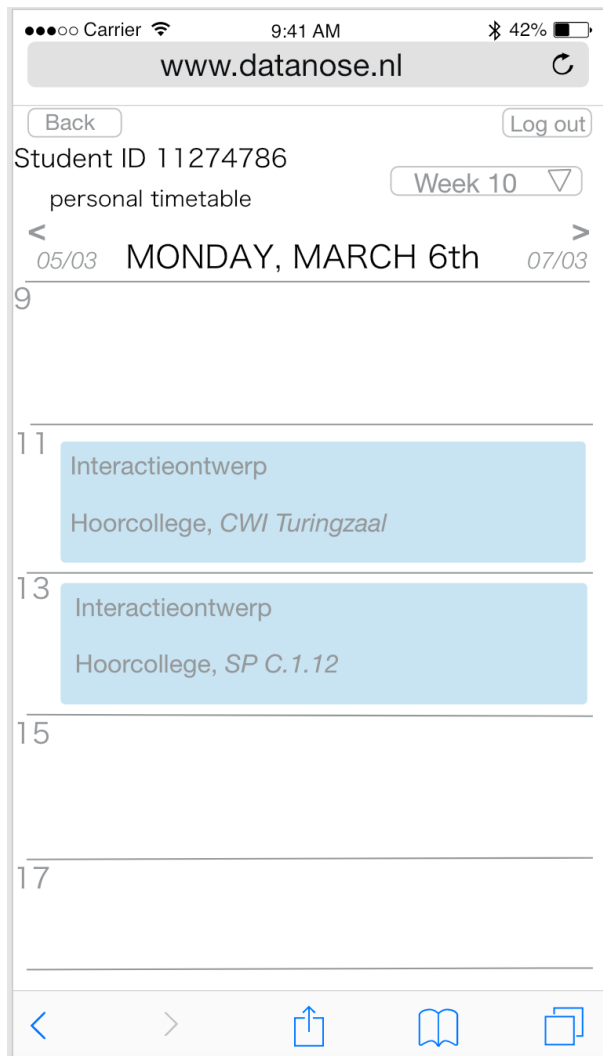 Carrier 9:41 AM 42%
www.datanose.nl
Back Log out
Student ID 11274786
Week 10
personal timetable
< >
05/03 MONDAY, MARCH 6th 07/03
9
11
Interactieontwerp
Hoorcollege, CWI Turingzaal
13
Interactieontwerp
Hoorcollege, SP C.1.12
15
17